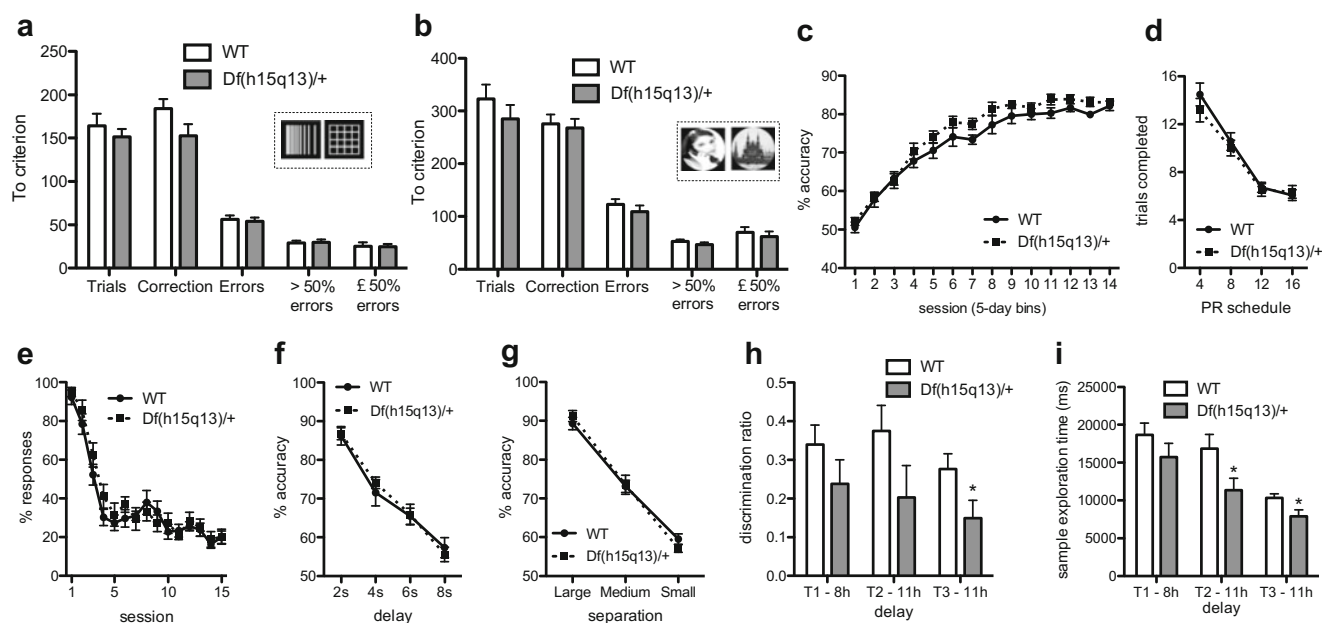 a
WT
Df(h15q13)/+
To criterion
250
200
150
100
50
0
Trials
Correction
Errors
> 50%
errors
£ 50%
errors
b
WT
Df(h15q13)/+
To criterion
400
300
200
100
0
Trials
Correction
Errors
> 50%
errors
£ 50%
errors
c
% accuracy
90
80
70
60
50
40
WT
Df(h15q13)/+
1 2 3 4 5 6 7 8 9 10 11 12 13 14
session (5-day bins)
d
trials completed
16
12
8
4
0
WT
Df(h15q13)/+
4 8 12 16
PR schedule
e
% responses
100
80
60
40
20
0
WT
Df(h15q13)/+
1 5 10 15
session
f
% accuracy
100
90
80
70
60
50
WT
Df(h15q13)/+
2s 4s 6s 8s
delay
g
% accuracy
100
90
80
70
60
50
WT
Df(h15q13)/+
Large Medium Small
separation
h
WT
Df(h15q13)/+
discrimination ratio
0.5
0.4
0.3
0.2
0.1
0.0
*
T1 - 8h T2 - 11h T3 - 11h
delay
i
WT
Df(h15q13)/+
sample exploration time (ms)
25000
20000
15000
10000
5000
0
*
*
T1 - 8h T2 - 11h T3 - 11h
delay